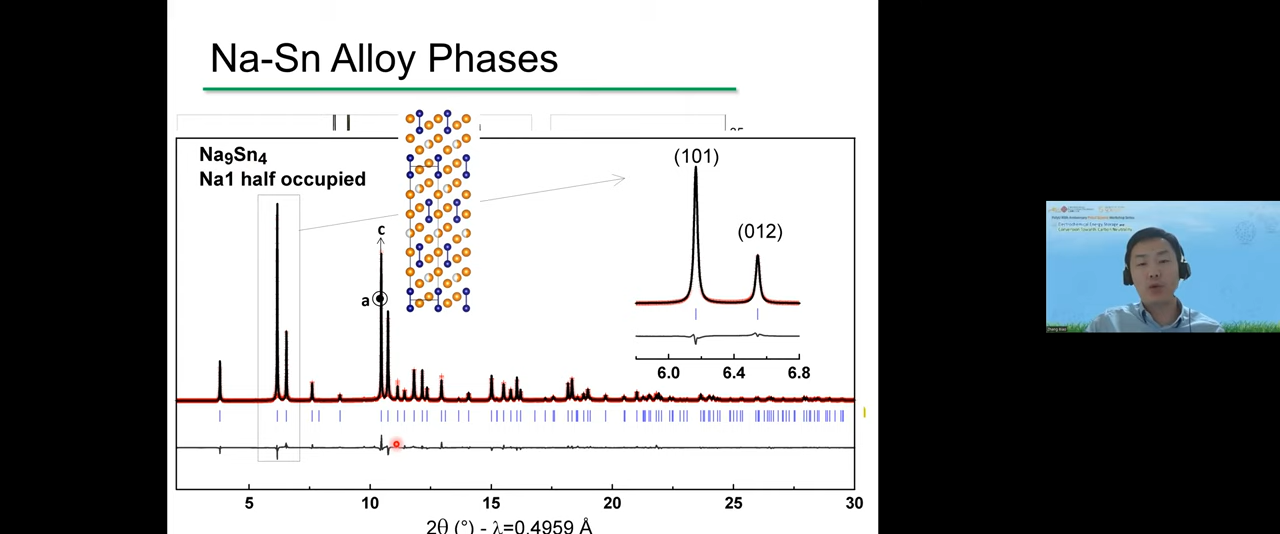 Na-Sn Alloy Phases
Na₉Sn₄
Na1 half occupied
(101)
(012)
c
a
6.0 6.4 6.8
5 10 15 20 25 30
2θ (°) - λ=0.4959 Å